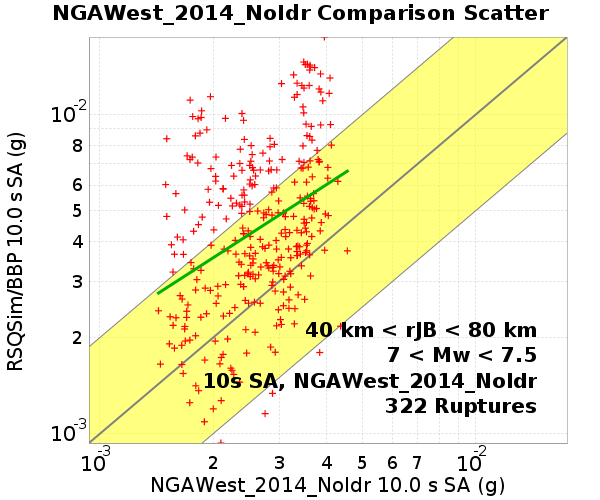 NGAWest_2014_NoIdr Comparison Scatter
RSQSim/BBP 10.0 s SA (g)
10-2
8
6
5
4
3
2
10-3
40 km < rJB < 80 km
7 < Mw < 7.5
10s SA, NGAWest_2014_NoIdr
322 Ruptures
10-3 2 3 4 5 6 7 10-2
NGAWest_2014_NoIdr 10.0 s SA (g)